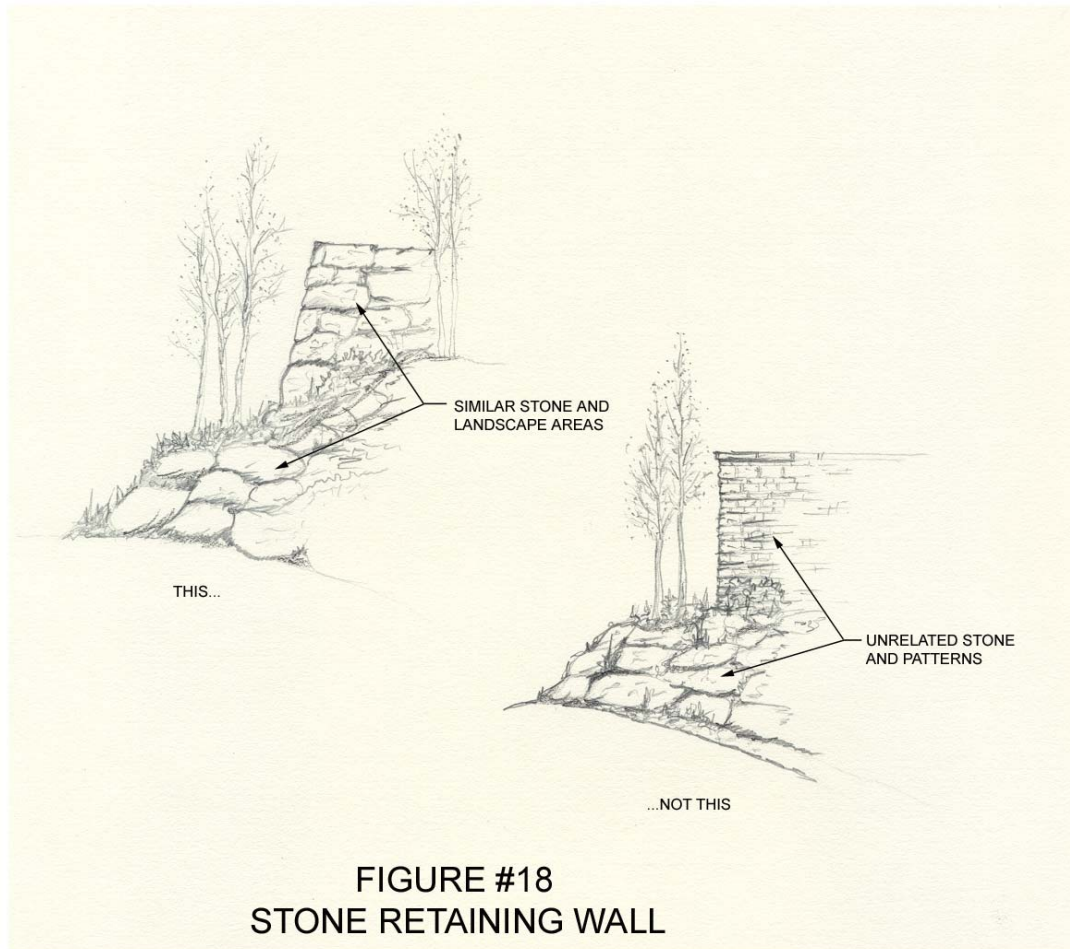 SIMILAR STONE AND
LANDSCAPE AREAS
THIS...
UNRELATED STONE
AND PATTERNS
...NOT THIS
FIGURE #18
STONE RETAINING WALL